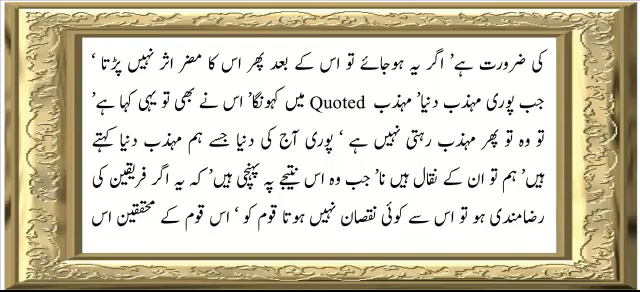 کی ضرورت ہے’ اگر یہ ہوجائے تو اس کے بعد پھر اس کا مضر اثر نہیں پڑتا ‘
جب پوری مہذب دنیا’ مہذب Quoted میں کہونگا’ اس نے بھی تو یہی کہا ہے’
تو وہ تو پھر مہذب رہتی نہیں ہے ‘ پوری آج کی دنیا جسے ہم مہذب دنیا کہتے
ہیں’ ہم تو ان کے نقال ہیں نا’ جب وہ اس نتیجے پہ پہنچی ہیں’ کہ یہ اگر فریقین کی
رضامندی ہو تو اس سے کوئی نقصان نہیں ہوتا قوم کو ‘ اس قوم کے محققین اس